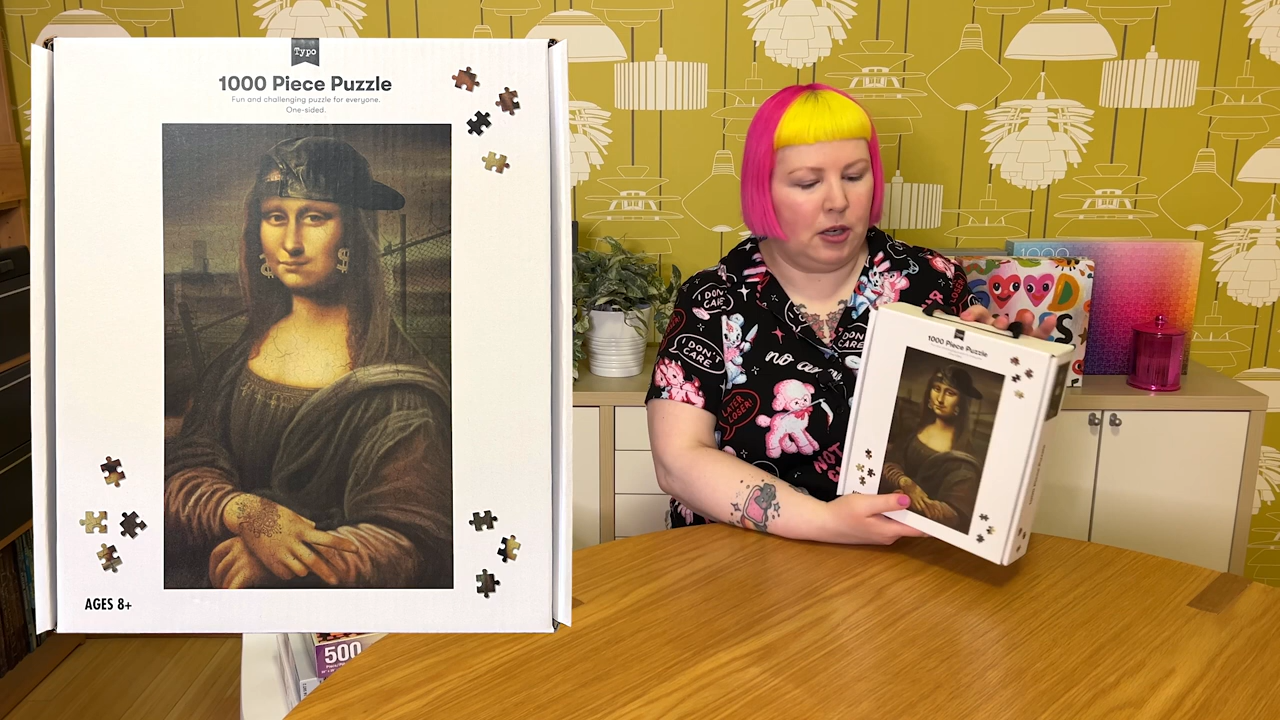 Typo
1000 Piece Puzzle
Fun and challenging puzzle for everyone.
One-sided.
AGES 8+
500
1000
I DON'T CARE
I DON'T CARE
LATER LOSER!
1000 Piece Puzzle